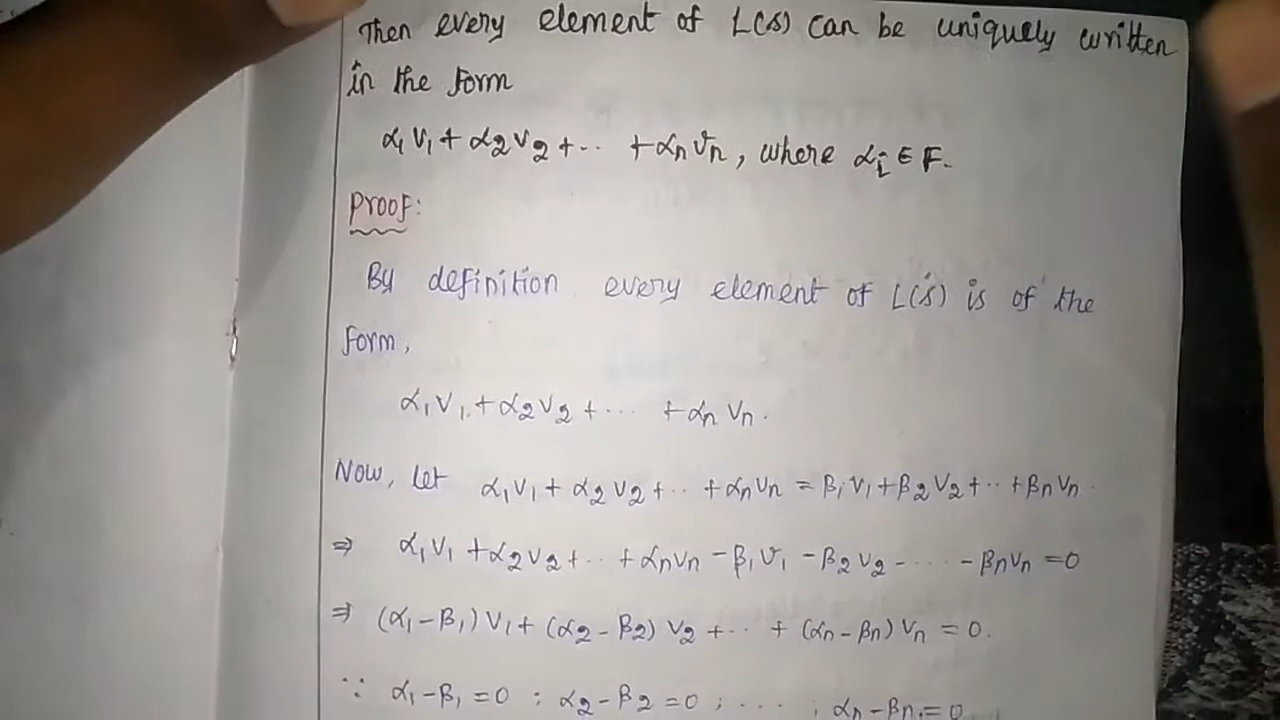 Then every element of L(S) can be uniquely written
in the form
α₁v₁ + α₂v₂ + ·· + αₙvₙ, where αᵢ ∈ F.
Proof:
By definition every element of L(S) is of the
form,
α₁v₁ + α₂v₂ + ···· + αₙvₙ.
Now, let α₁v₁ + α₂v₂ + ·· + αₙvₙ = β₁v₁ + β₂v₂ + ·· + βₙvₙ.
⇒ α₁v₁ + α₂v₂ + ·· + αₙvₙ - β₁v₁ - β₂v₂ - ···· - βₙvₙ = 0
⇒ (α₁ - β₁)v₁ + (α₂ - β₂)v₂ + ·· + (αₙ - βₙ)vₙ = 0.
∵ α₁ - β₁ = 0 ; α₂ - β₂ = 0 ; ···· ; αₙ - βₙ = 0